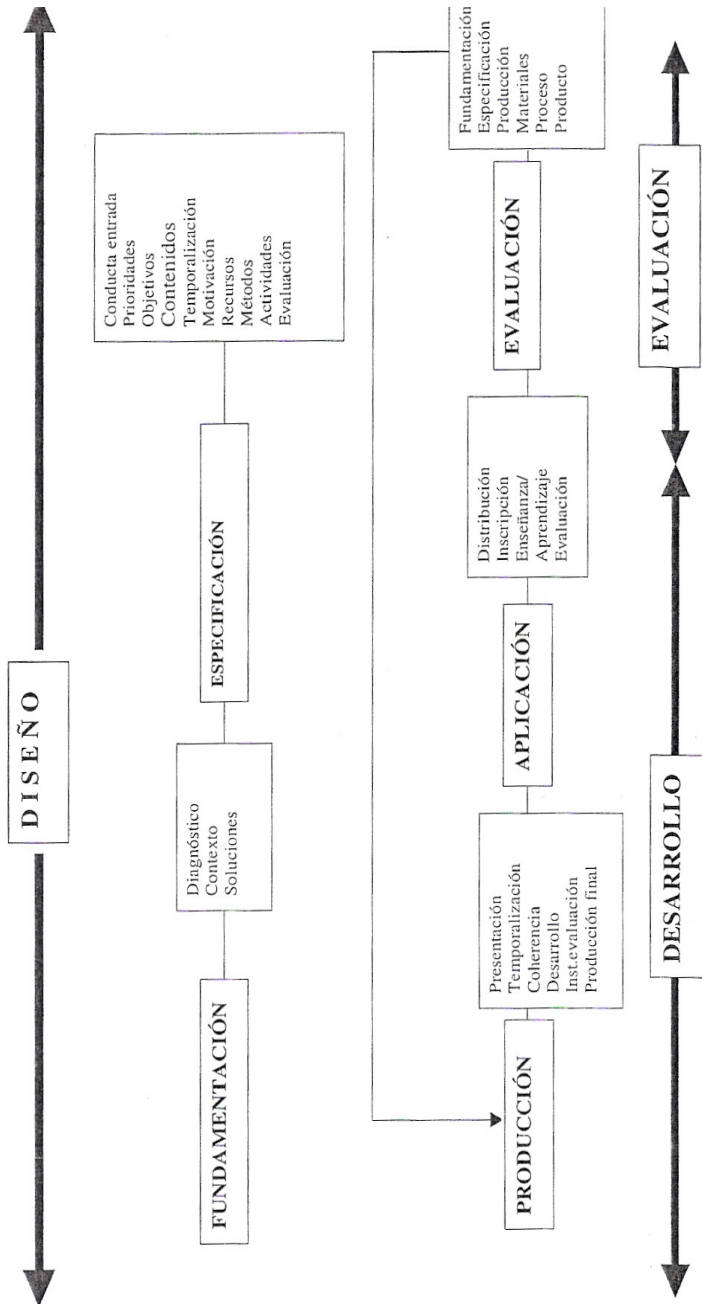 DISEÑO
FUNDAMENTACIÓN
Diagnóstico
Contexto
Soluciones
ESPECIFICACIÓN
Conducta entrada
Prioridades
Objetivos
Contenidos
Temporalización
Motivación
Recursos
Métodos
Actividades
Evaluación
PRODUCCIÓN
Presentación
Temporalización
Coherencia
Desarrollo
Inst.evaluación
Producción final
APLICACIÓN
Distribución
Inscripción
Enseñanza/
Aprendizaje
Evaluación
EVALUACIÓN
Fundamentación
Especificación
Producción
Materiales
Proceso
Producto
DESARROLLO
EVALUACIÓN